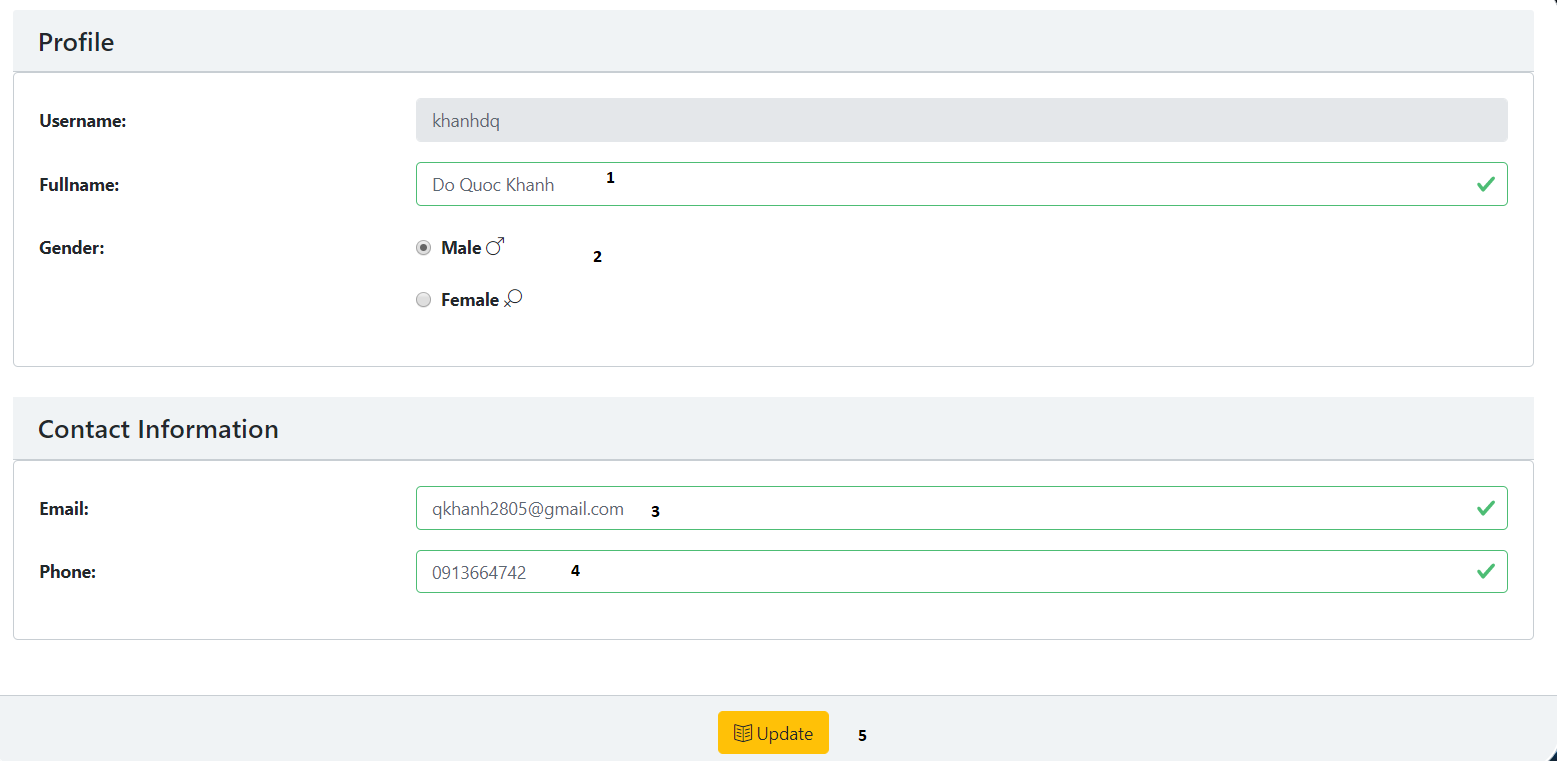 Profile
Username: khanhdq
Fullname: Do Quoc Khanh 1
Gender: Male 2
Female
Contact Information
Email: qkhanh2805@gmail.com 3
Phone: 0913664742 4
Update 5